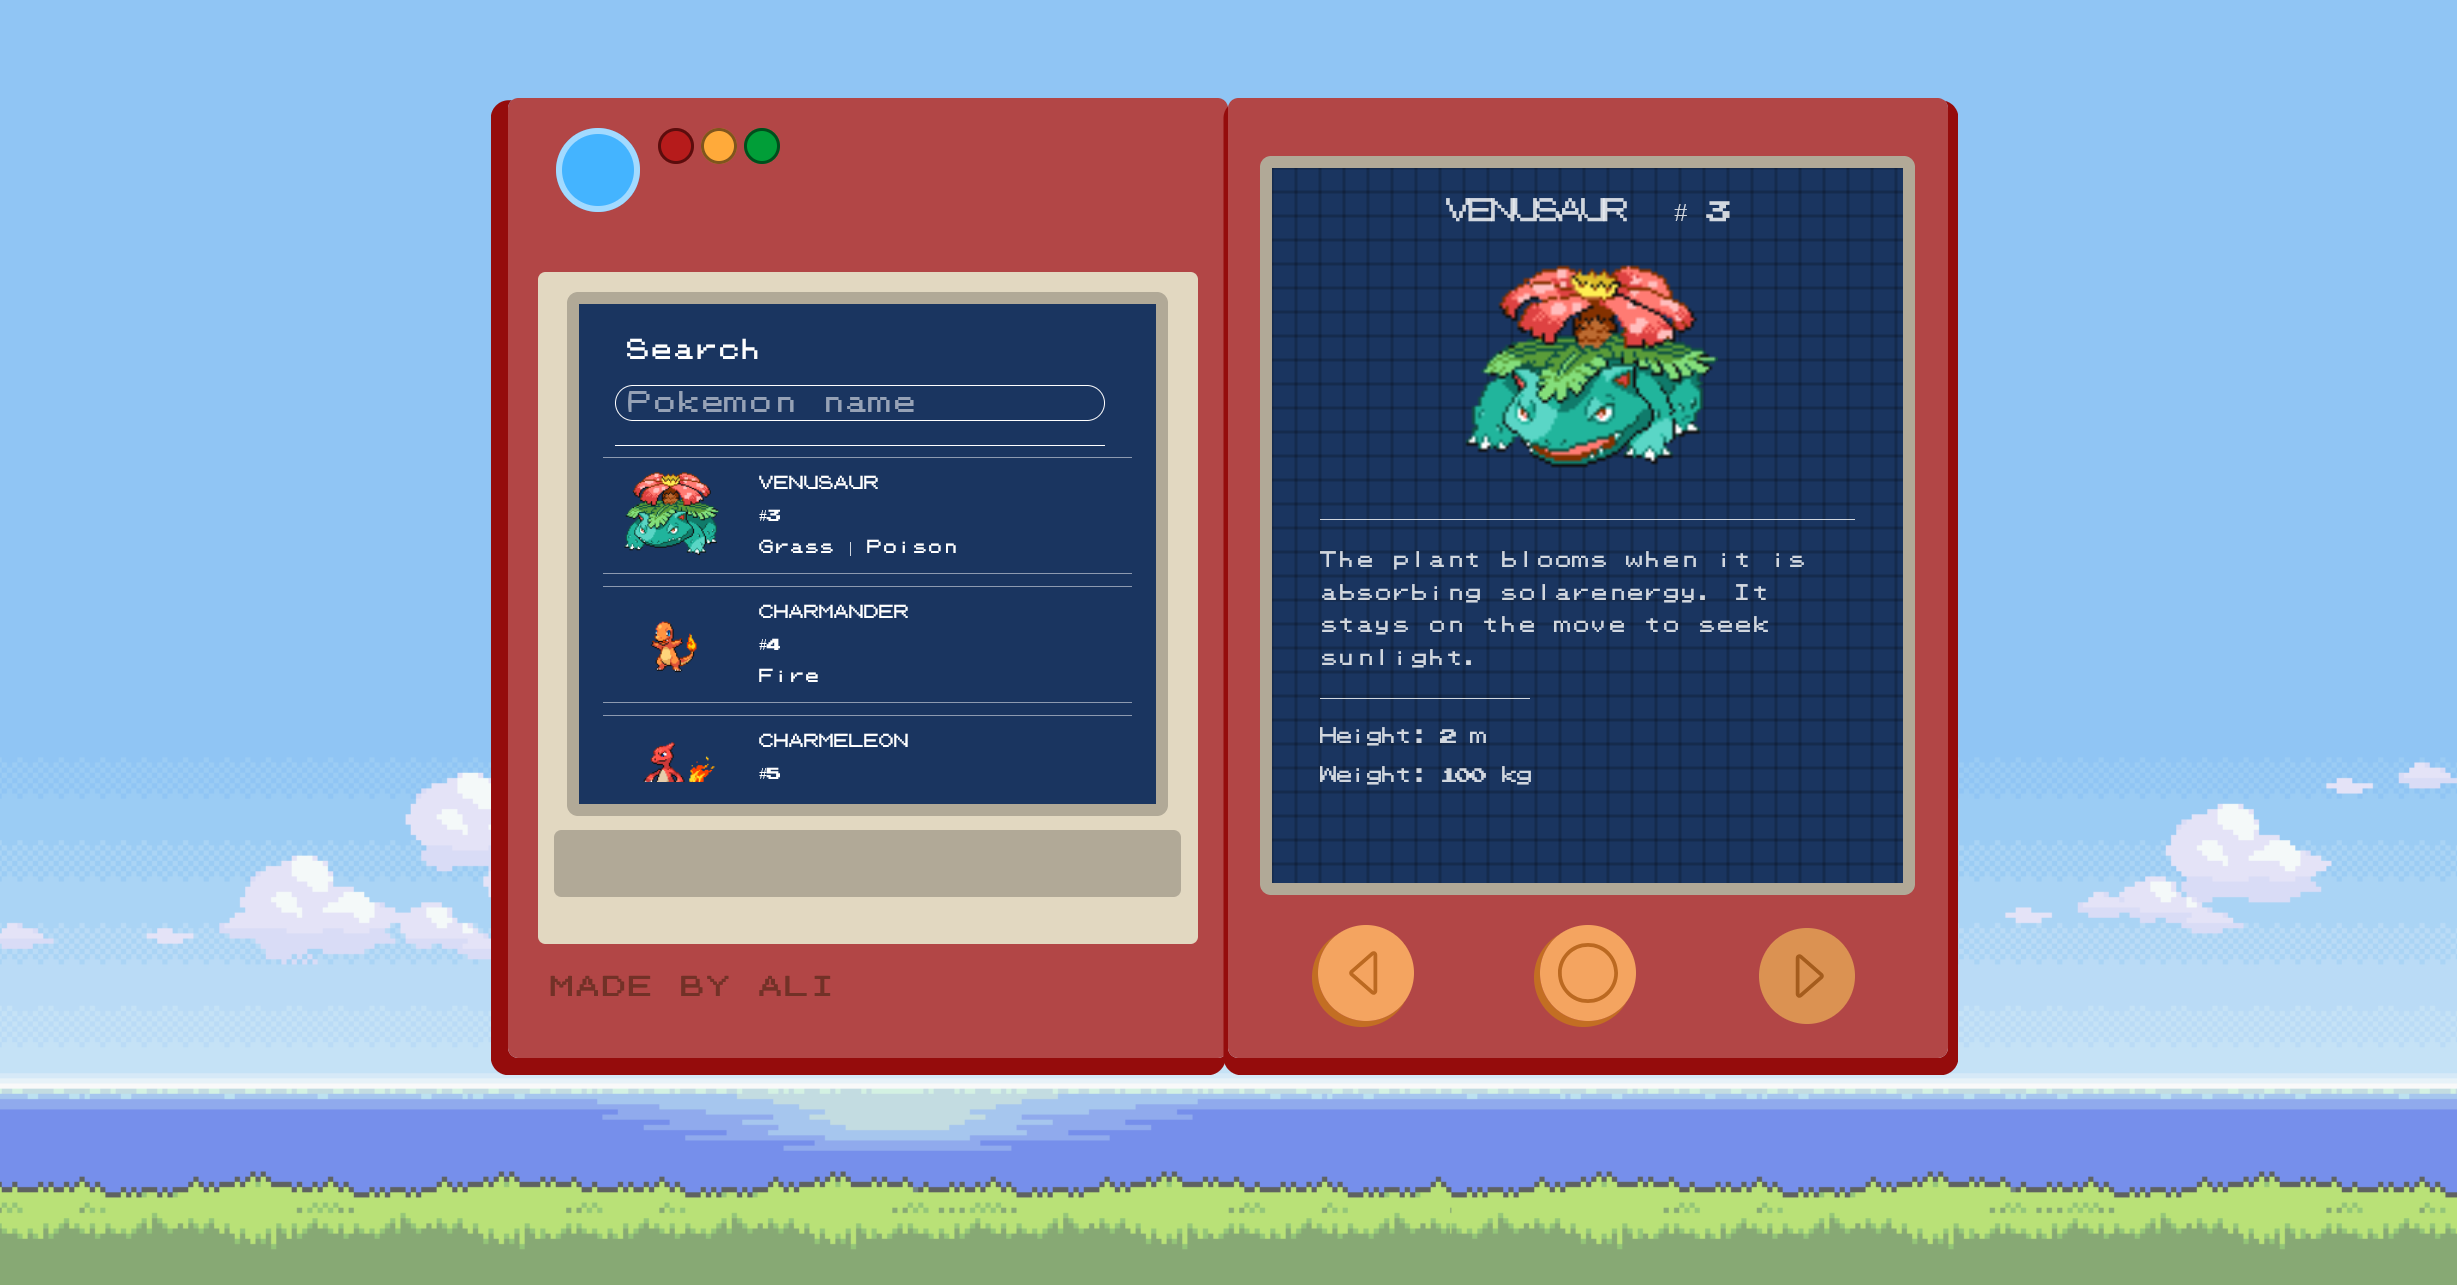 Search
Pokemon name
VENUSAUR
#3
Grass | Poison
CHARMANDER
#4
Fire
CHARMELEON
#5
MADE BY ALI
VENUSAUR # 3
The plant blooms when it is
absorbing solarenergy. It
stays on the move to seek
sunlight.
Height: 2 m
Weight: 100 kg